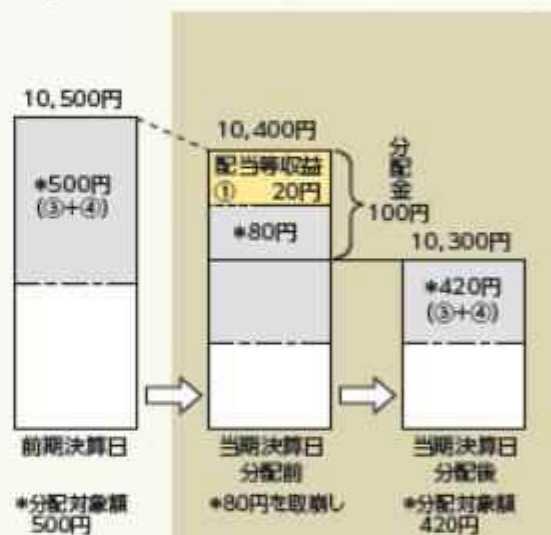 10,500円
*500円
(③+④)
前期決算日
*分配対象額
500円
10,400円
配当等収益
① 20円
*80円
分配金
100円
当期決算日
分配前
*80円を取崩し
10,300円
*420円
(③+④)
当期決算日
分配後
*分配対象額
420円